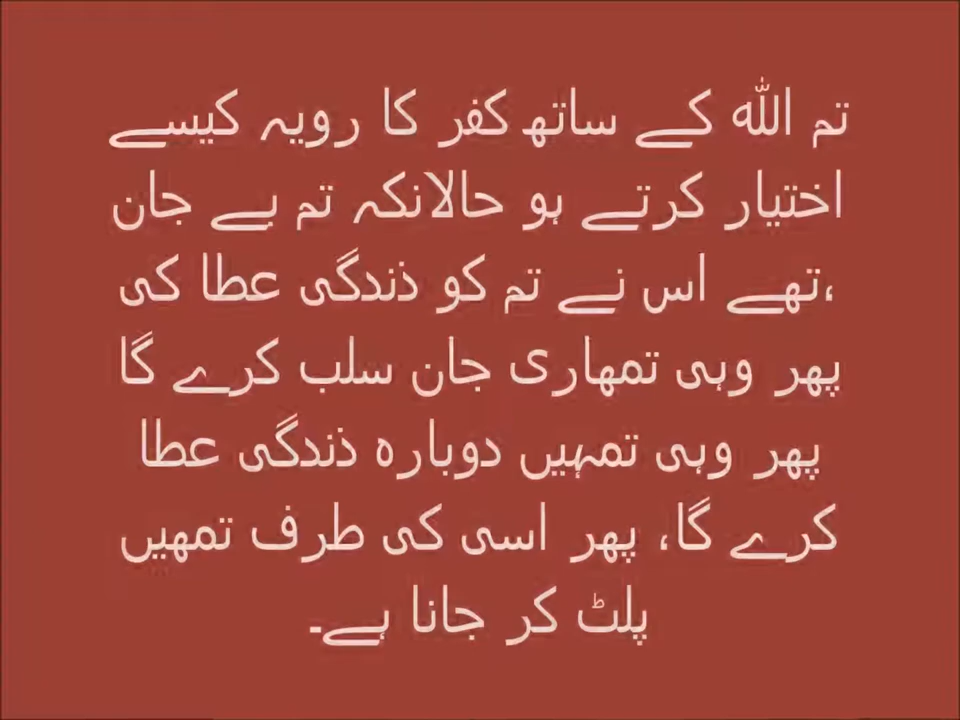 تم اللہ کے ساتھ کفر کا رویہ کیسے
اختیار کرتے ہو حالانکہ تم بے جان
،تھے اس نے تم کو ذندگی عطا کی
پھر وہی تمھاری جان سلب کرے گا
پھر وہی تمہیں دوبارہ ذندگی عطا
کرے گا، پھر اسی کی طرف تمھیں
پلٹ کر جانا ہے۔